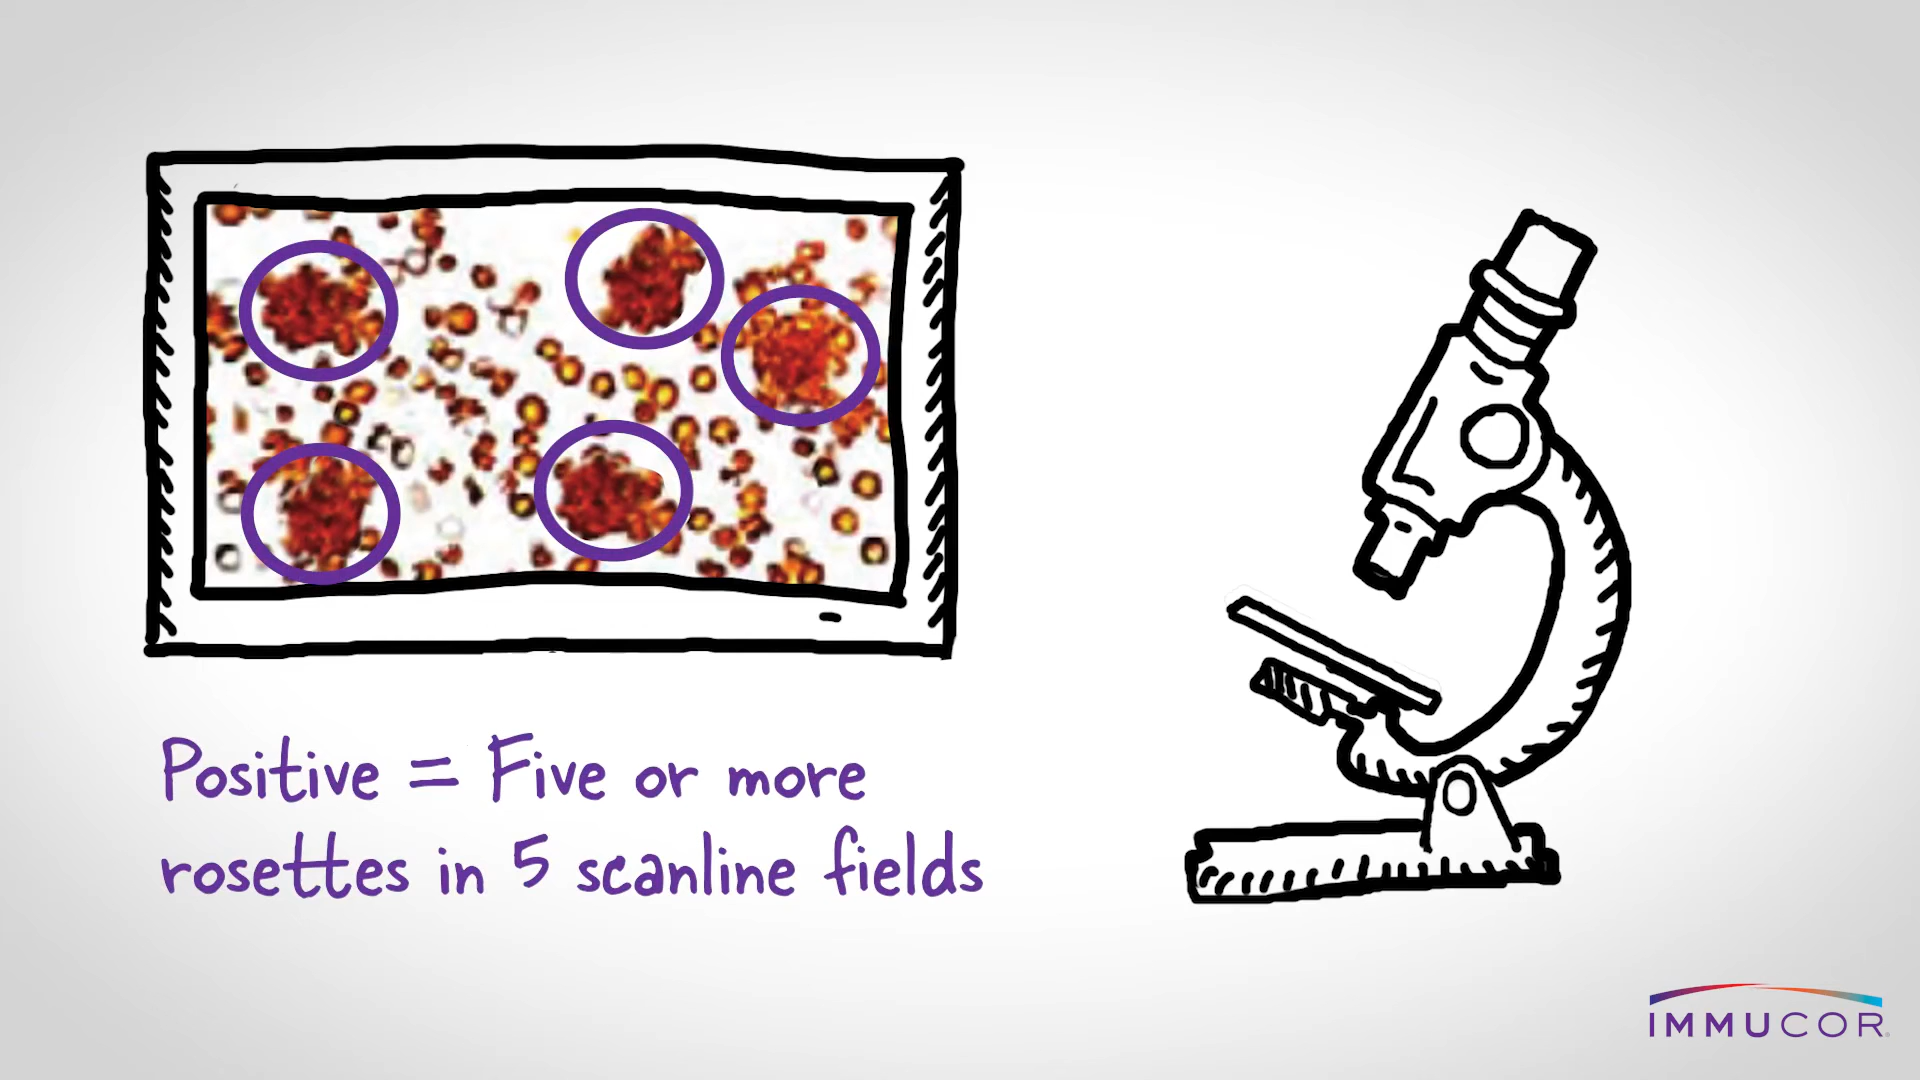 Positive = Five or more
rosettes in 5 scanline fields
IMMUCOR